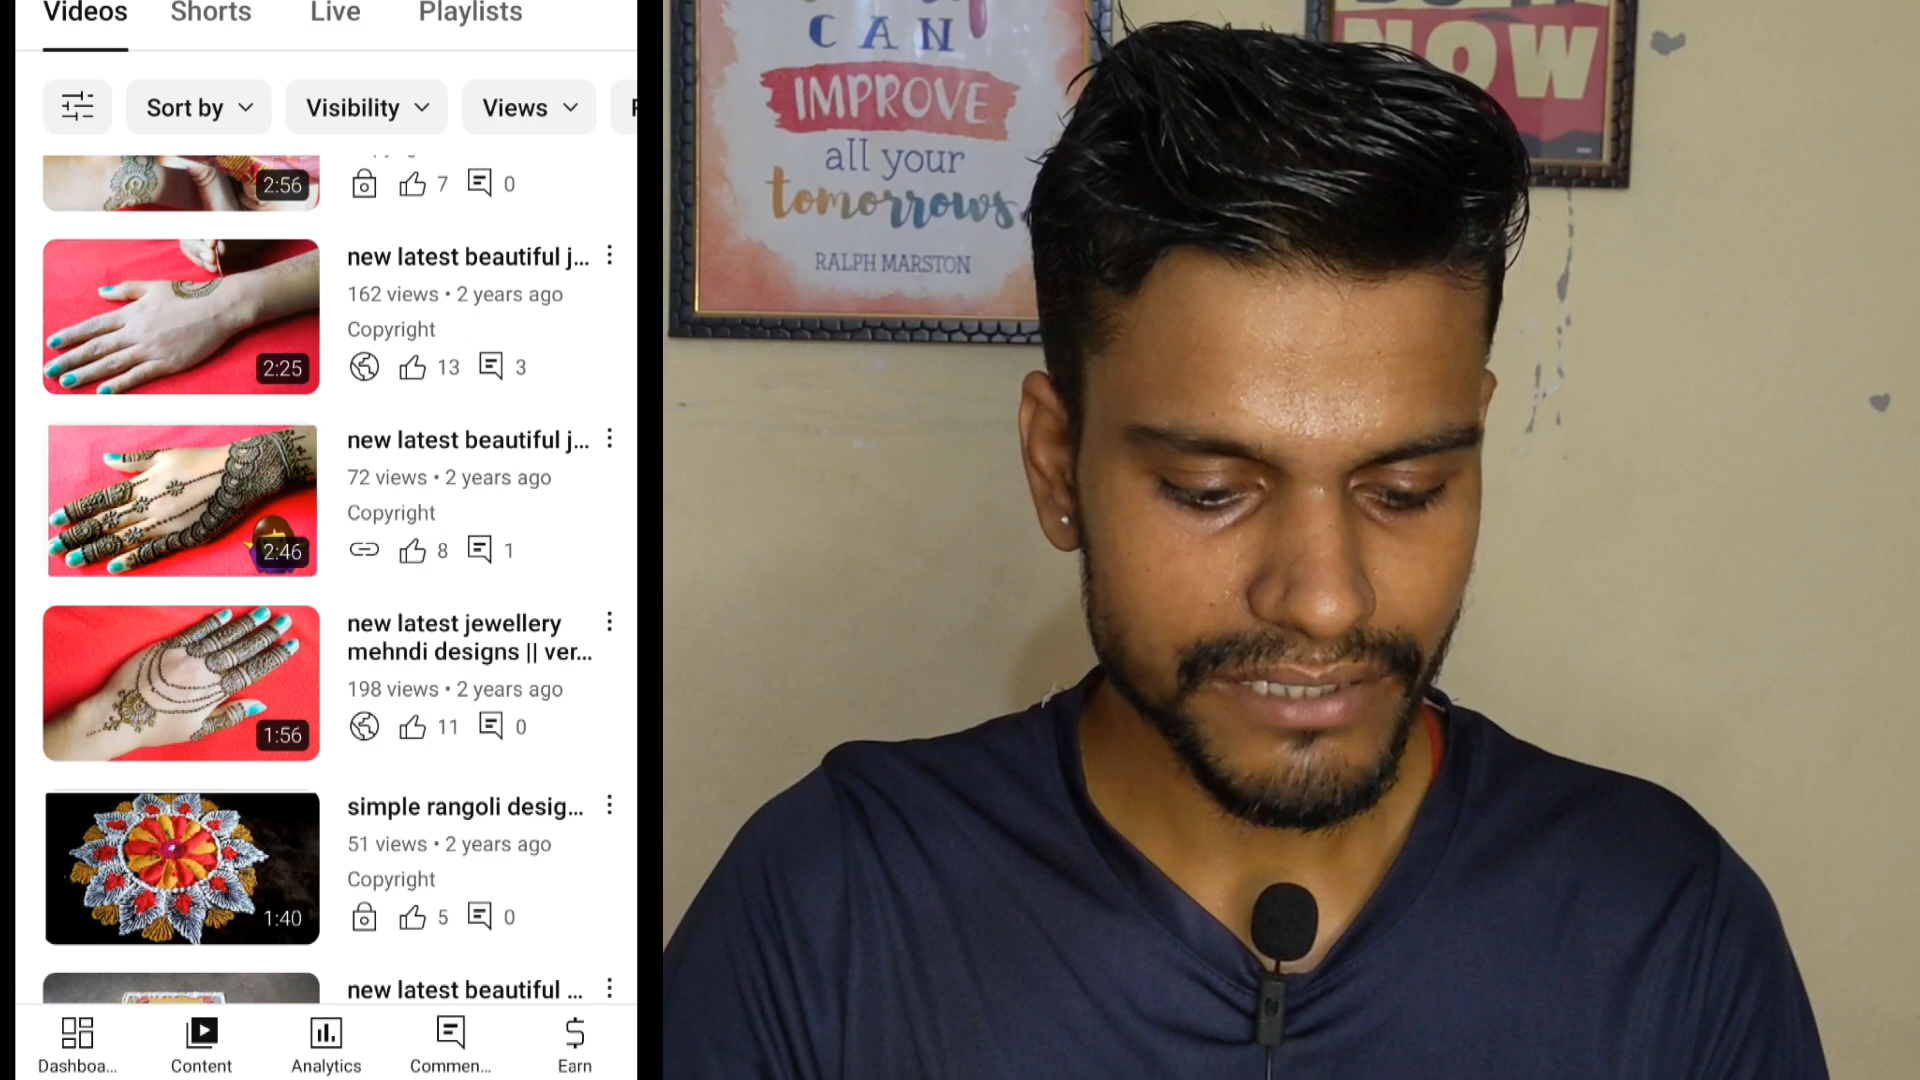 Videos
Shorts
Live
Playlists
Sort by
Visibility
Views
2:56
7
0
new latest beautiful j...
162 views • 2 years ago
Copyright
13
3
2:25
new latest beautiful j...
72 views • 2 years ago
Copyright
8
1
2:46
new latest jewellery
mehndi designs || ver...
198 views • 2 years ago
11
0
1:56
simple rangoli desig...
51 views • 2 years ago
Copyright
5
0
1:40
new latest beautiful ...
Dashboa...
Content
Analytics
Commen...
Earn
CAN
IMPROVE
all your
tomorrows.
RALPH MARSTON
NOW